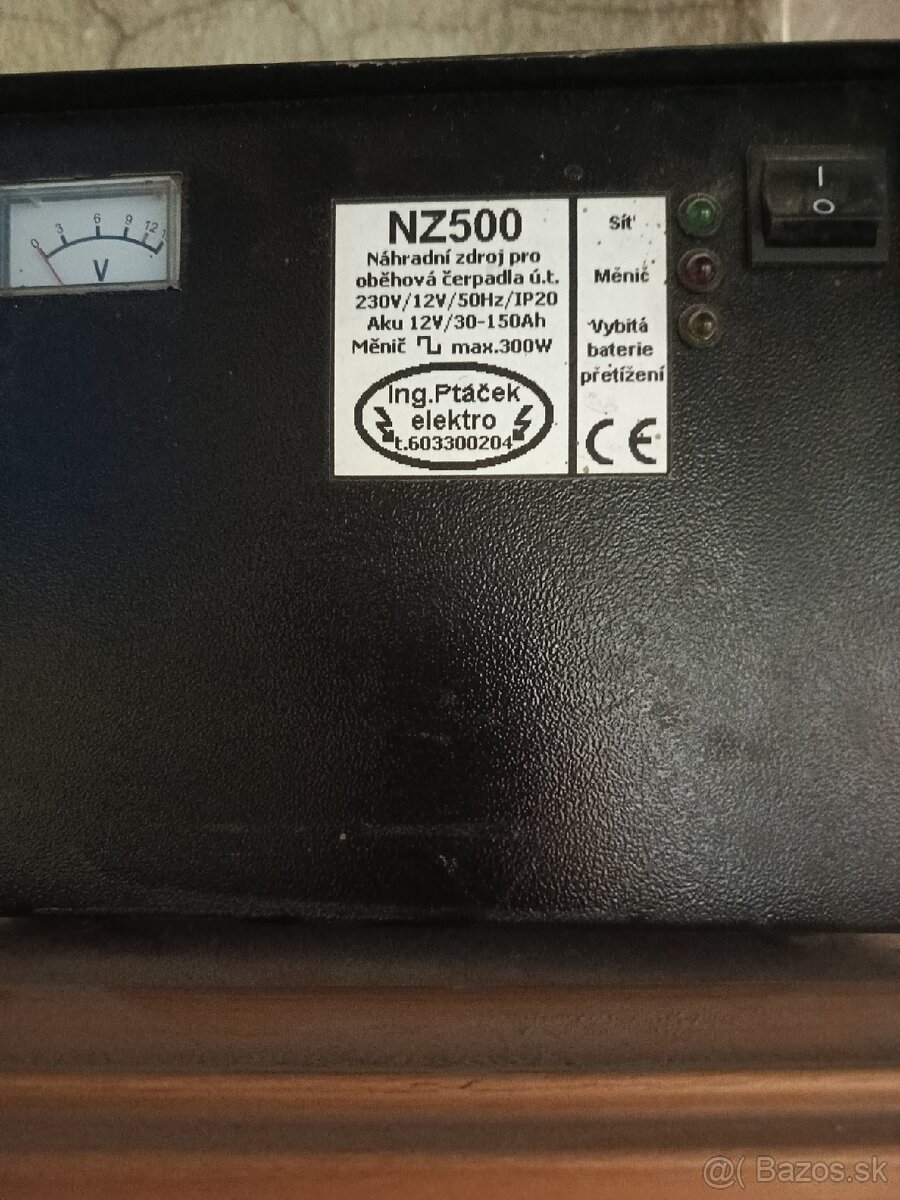 0 3 6 9 12
V
NZ500
Náhradní zdroj pro
oběhová čerpadla ú.t.
230V/12V/50Hz/IP20
Aku 12V/30-150Ah
Měnič max.300W
Ing.Ptáček
elektro
t.603300204
Síť
Měnič
Vybitá
baterie
přetížení
CE
I
O
@( Bazos.sk